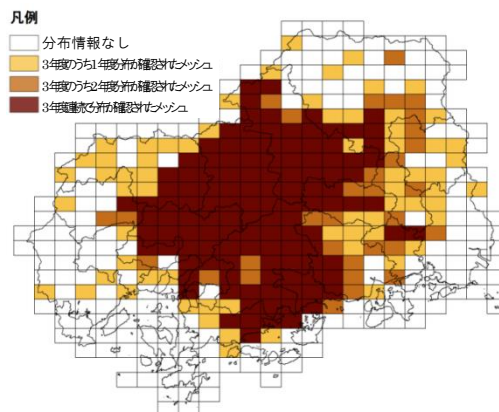 凡例
分布情報なし
3年度のうち1年度分布が確認されたメッシュ
3年度のうち2年度分布が確認されたメッシュ
3年度連続で分布が確認されたメッシュ